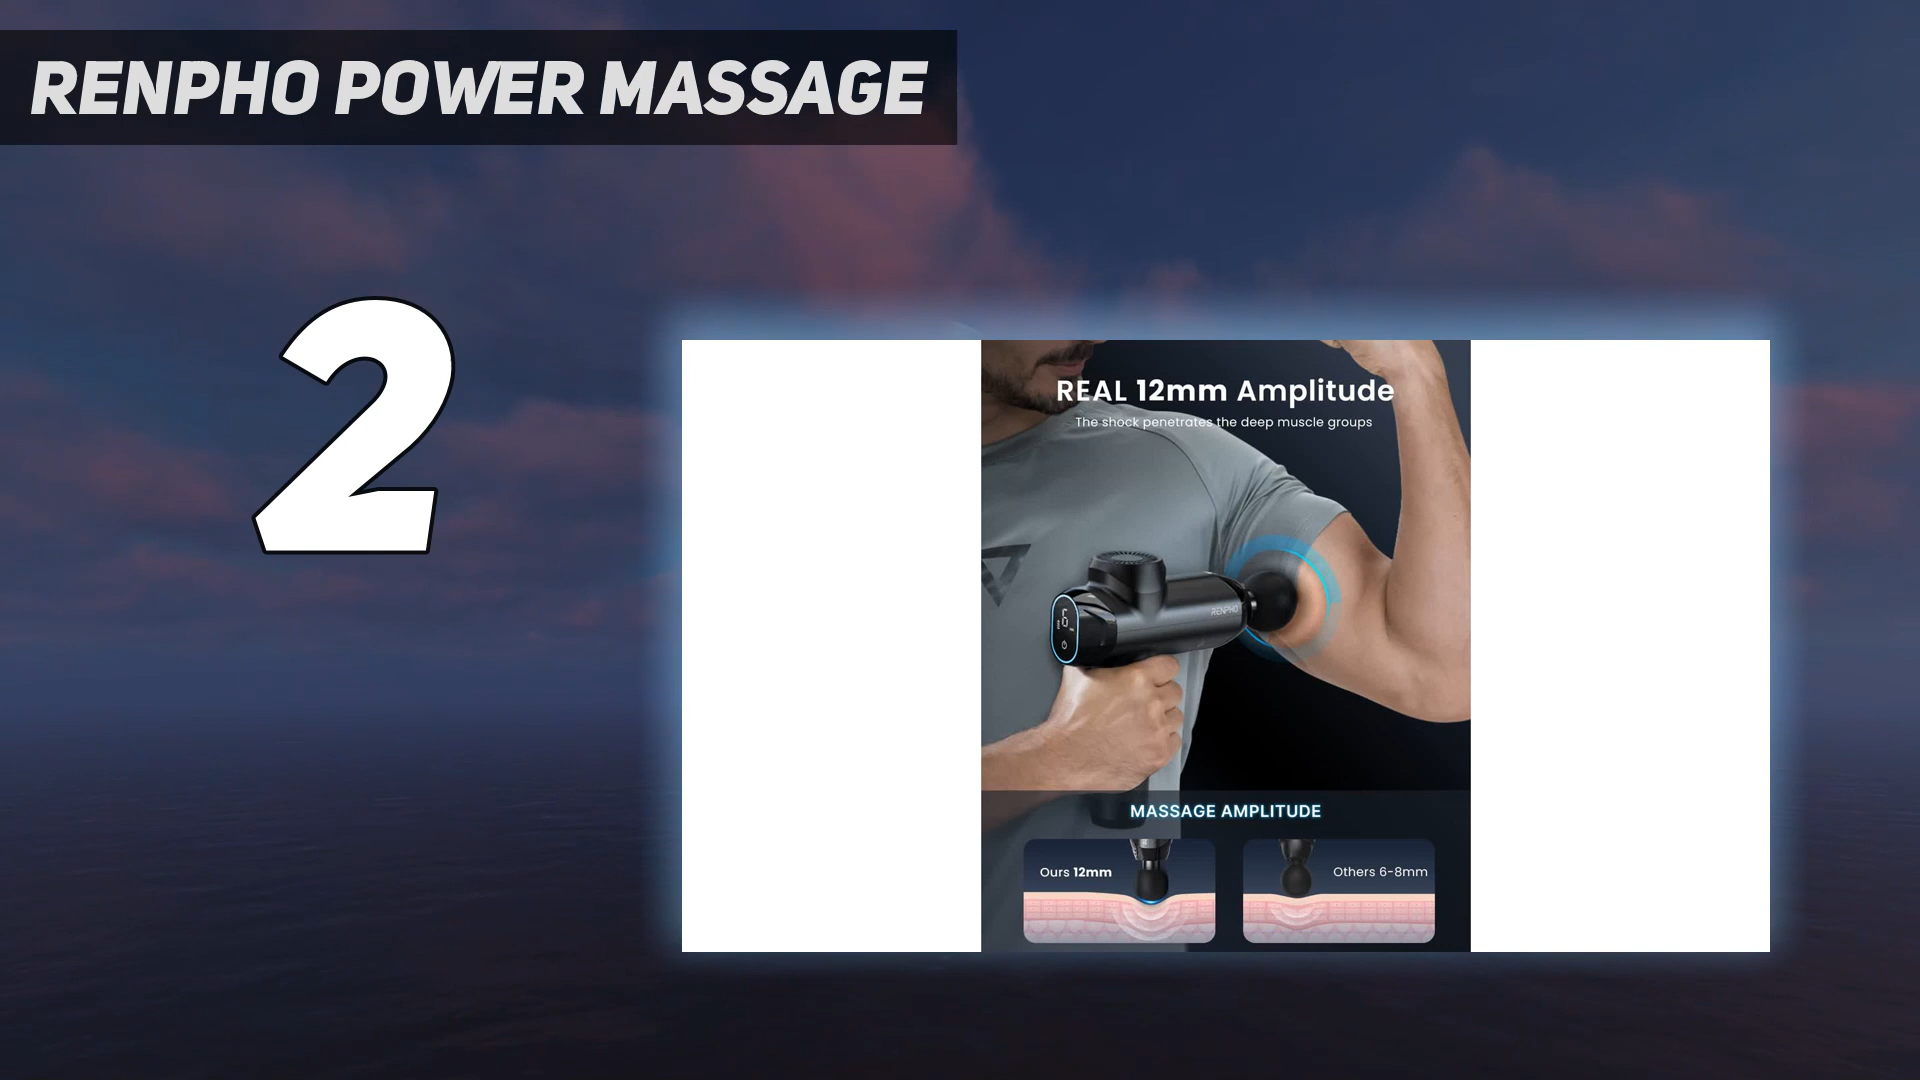 RENPHO POWER MASSAGE
2
REAL 12mm Amplitude
The shock penetrates the deep muscle groups
RENPHO
MASSAGE AMPLITUDE
Ours 12mm
Others 6-8mm